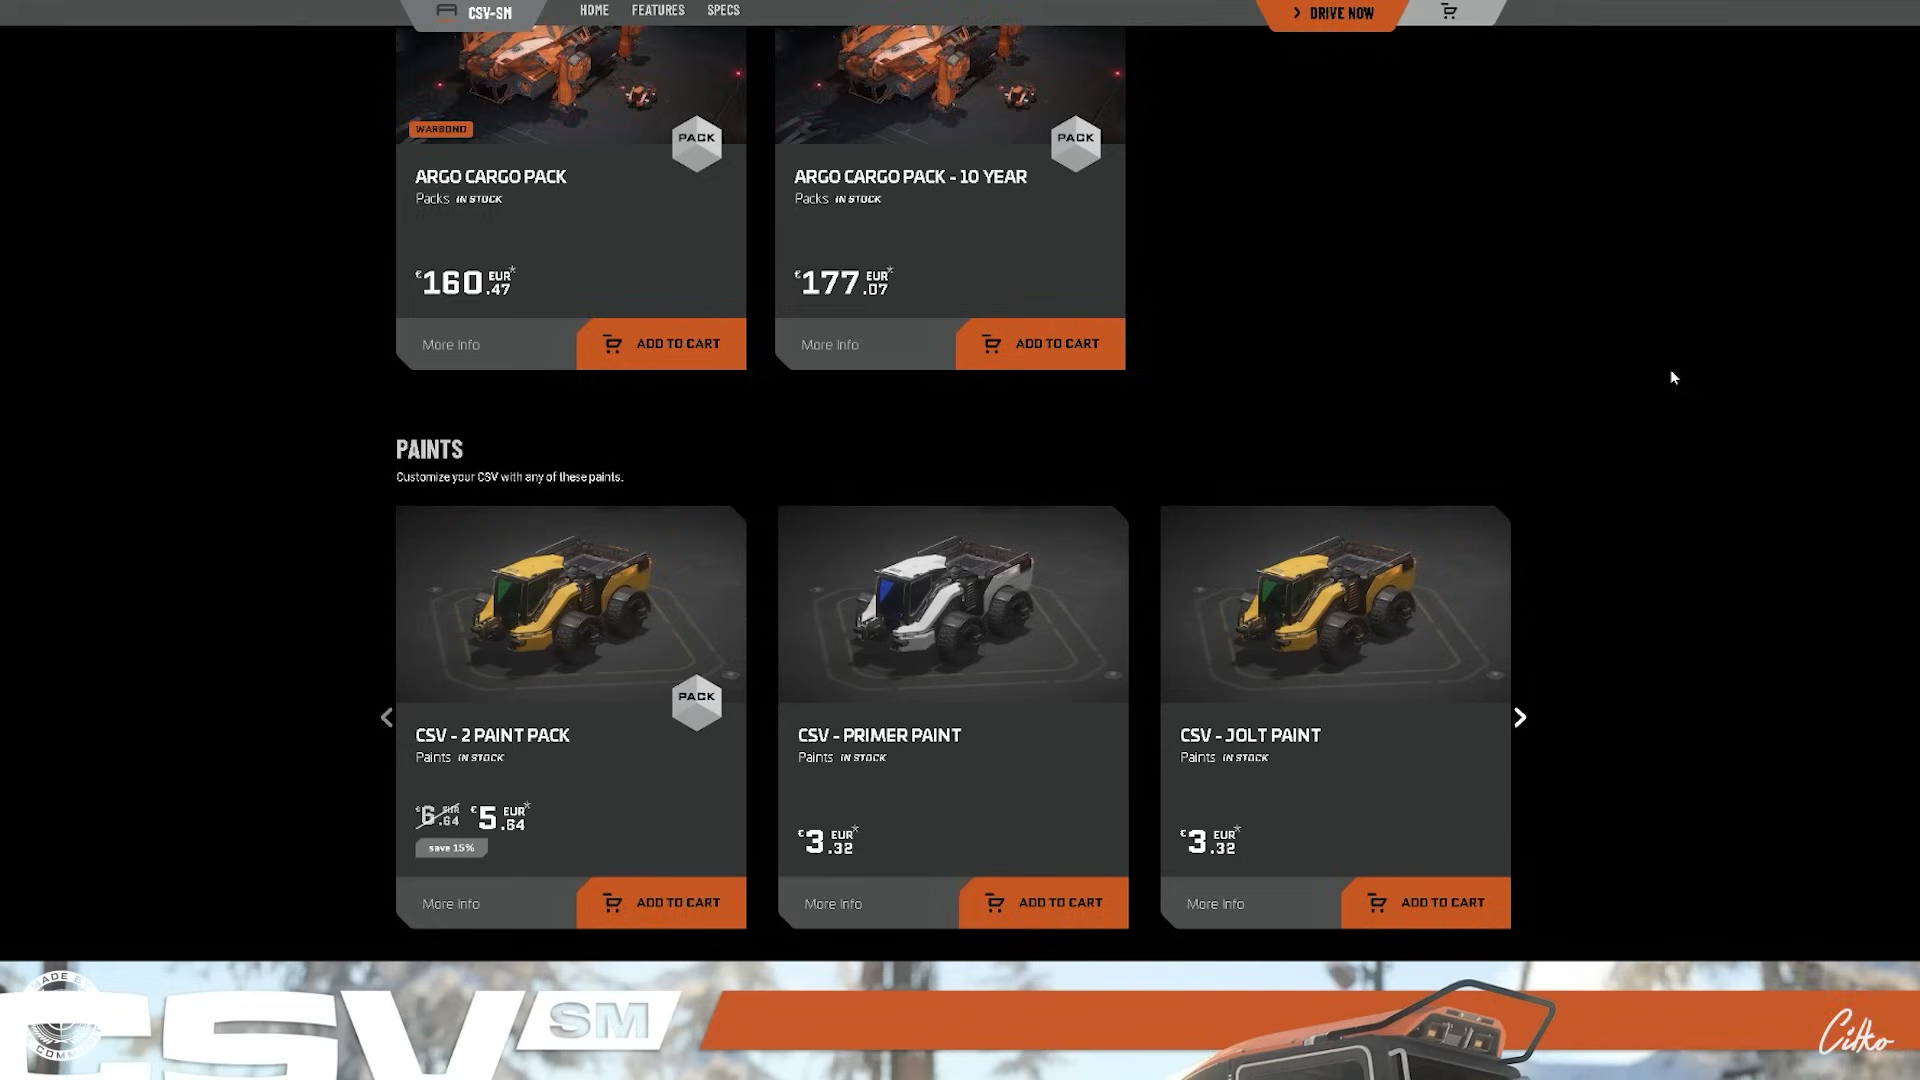 CSV-SM
HOME
FEATURES
SPECS
DRIVE NOW
WARBOND
PACK
ARGO CARGO PACK
Packs IN STOCK
€160.47 EUR*
More Info
ADD TO CART
PACK
ARGO CARGO PACK - 10 YEAR
Packs IN STOCK
€177.07 EUR*
More Info
ADD TO CART
PAINTS
Customize your CSV with any of these paints.
PACK
CSV - 2 PAINT PACK
Paints IN STOCK
€6.64 EUR €5.64 EUR*
save 15%
More Info
ADD TO CART
CSV - PRIMER PAINT
Paints IN STOCK
€3.32 EUR*
More Info
ADD TO CART
CSV - JOLT PAINT
Paints IN STOCK
€3.32 EUR*
More Info
ADD TO CART
MADE BY
CSV
SM